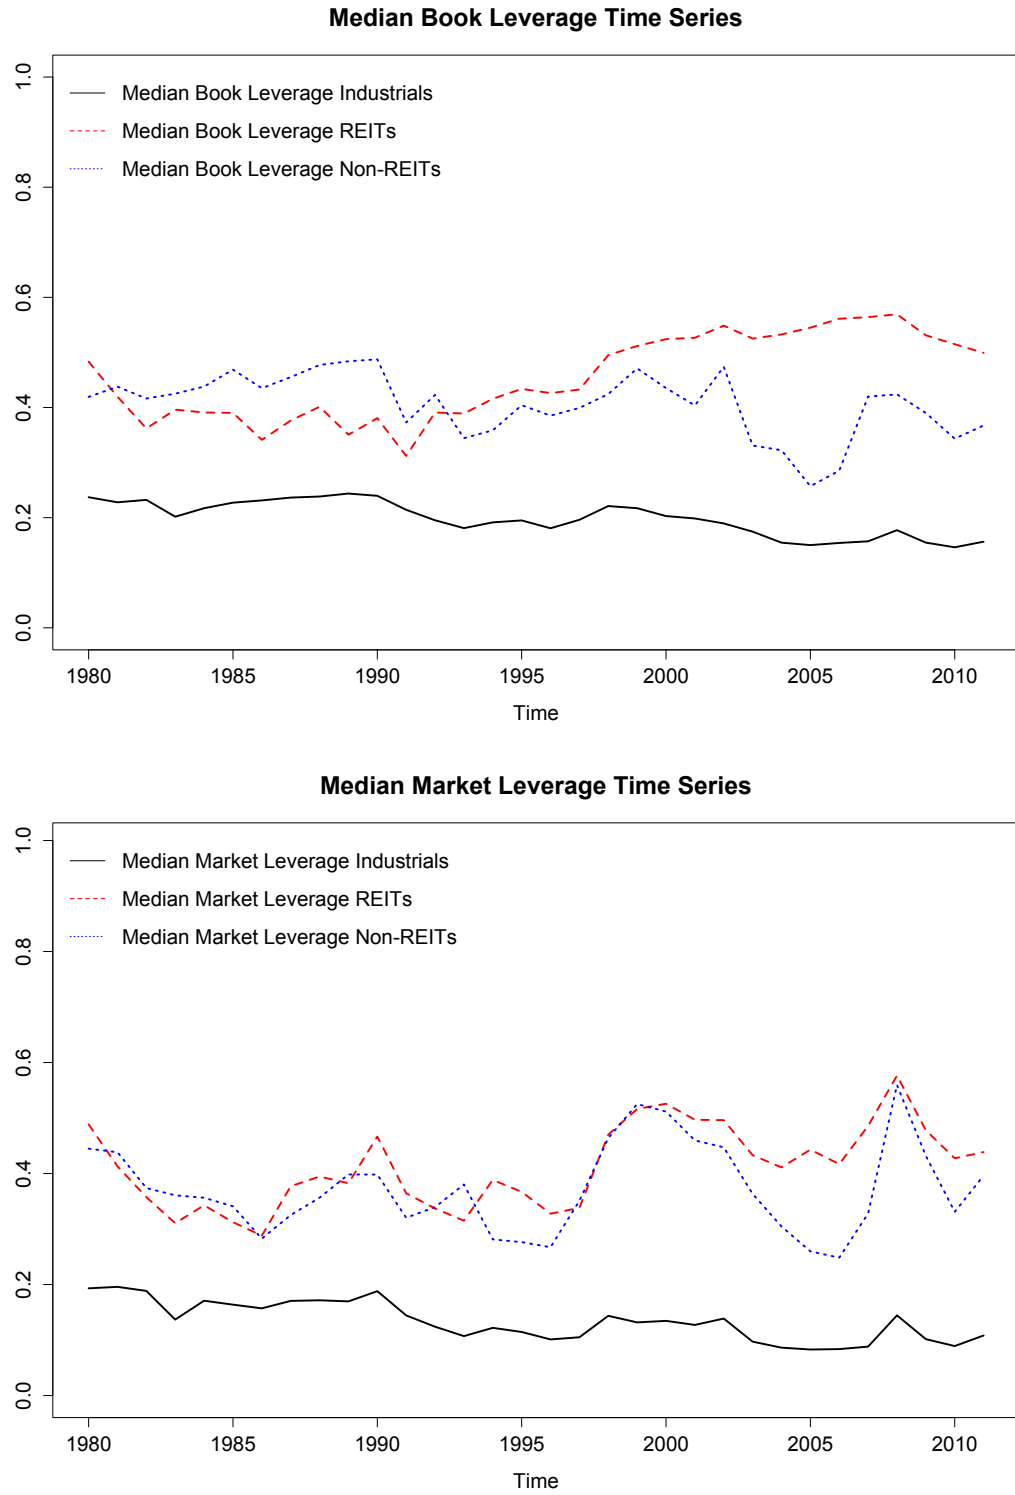 Median Book Leverage Time Series
1.0
0.8
0.6
0.4
0.2
0.0
Median Book Leverage Industrials
Median Book Leverage REITs
Median Book Leverage Non-REITs
1980 1985 1990 1995 2000 2005 2010
Time
Median Market Leverage Time Series
1.0
0.8
0.6
0.4
0.2
0.0
Median Market Leverage Industrials
Median Market Leverage REITs
Median Market Leverage Non-REITs
1980 1985 1990 1995 2000 2005 2010
Time